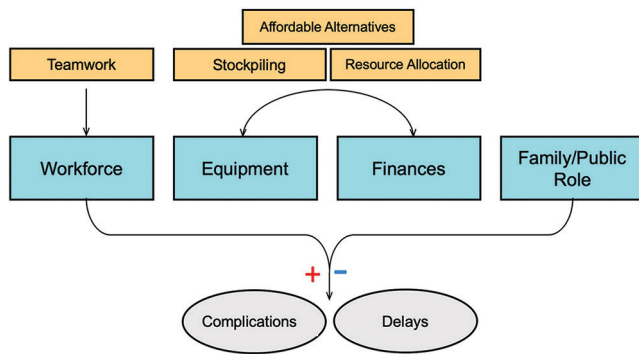 Affordable Alternatives
Teamwork
Stockpiling
Resource Allocation
Workforce
Equipment
Finances
Family/Public
Role
+ −
Complications
Delays